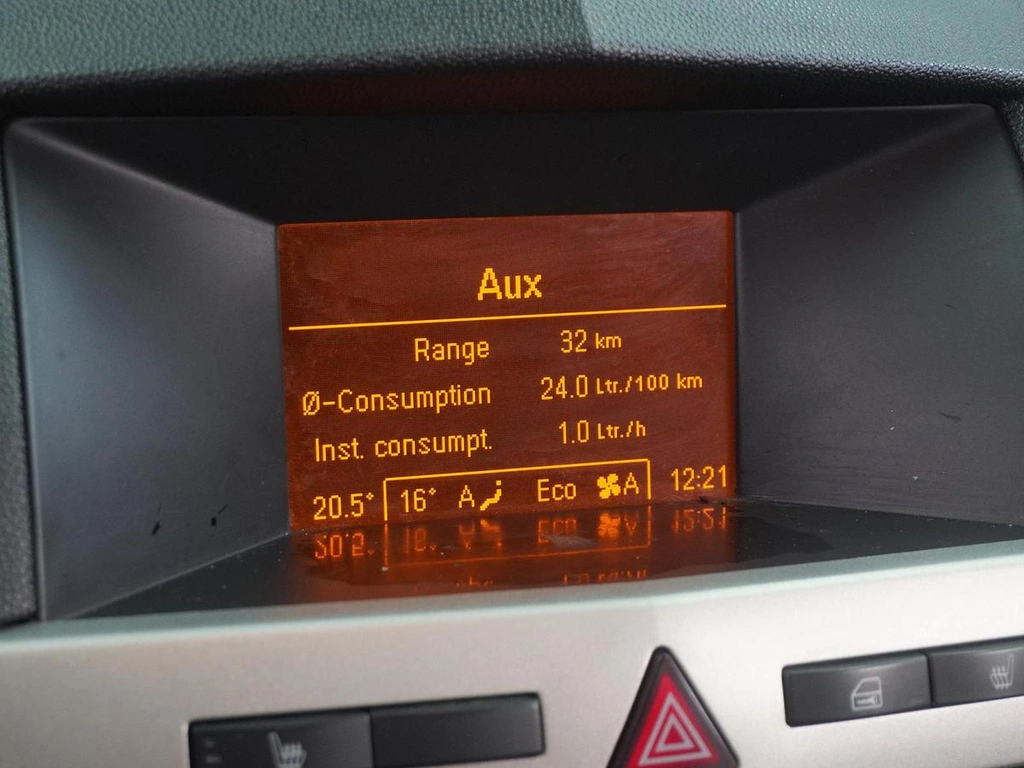 Aux
Range 32 km
Ø-Consumption 24.0 Ltr./100 km
Inst. consumpt. 1.0 Ltr./h
20.5° 16° A Eco A 12:21